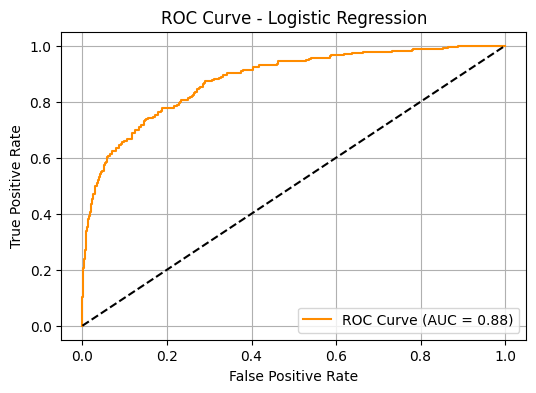 ROC Curve - Logistic Regression
True Positive Rate
1.0
0.8
0.6
0.4
0.2
0.0
ROC Curve (AUC = 0.88)
0.0 0.2 0.4 0.6 0.8 1.0
False Positive Rate